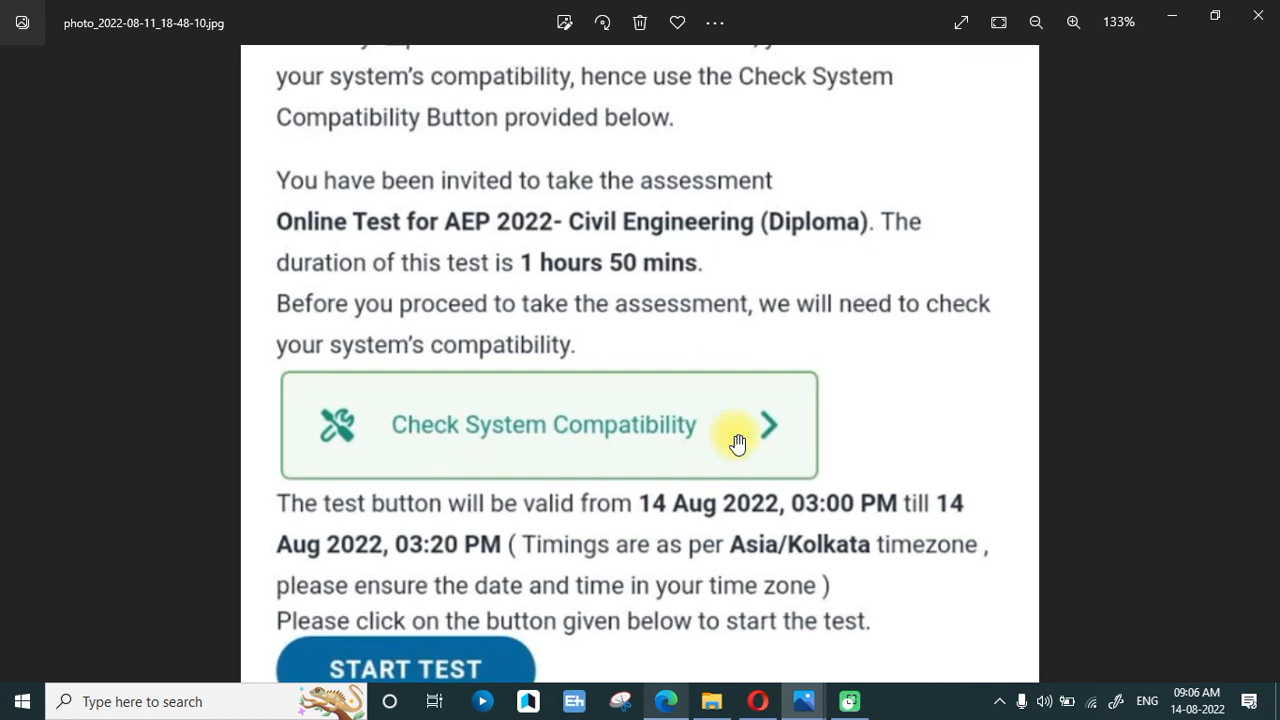 photo_2022-08-11_18-48-10.jpg
133%
your system's compatibility, hence use the Check System
Compatibility Button provided below.
You have been invited to take the assessment
Online Test for AEP 2022- Civil Engineering (Diploma). The
duration of this test is 1 hours 50 mins.
Before you proceed to take the assessment, we will need to check
your system's compatibility.
Check System Compatibility
The test button will be valid from 14 Aug 2022, 03:00 PM till 14
Aug 2022, 03:20 PM ( Timings are as per Asia/Kolkata timezone ,
please ensure the date and time in your time zone )
Please click on the button given below to start the test.
START TEST
Type here to search
Eh
ENG
09:06 AM
14-08-2022